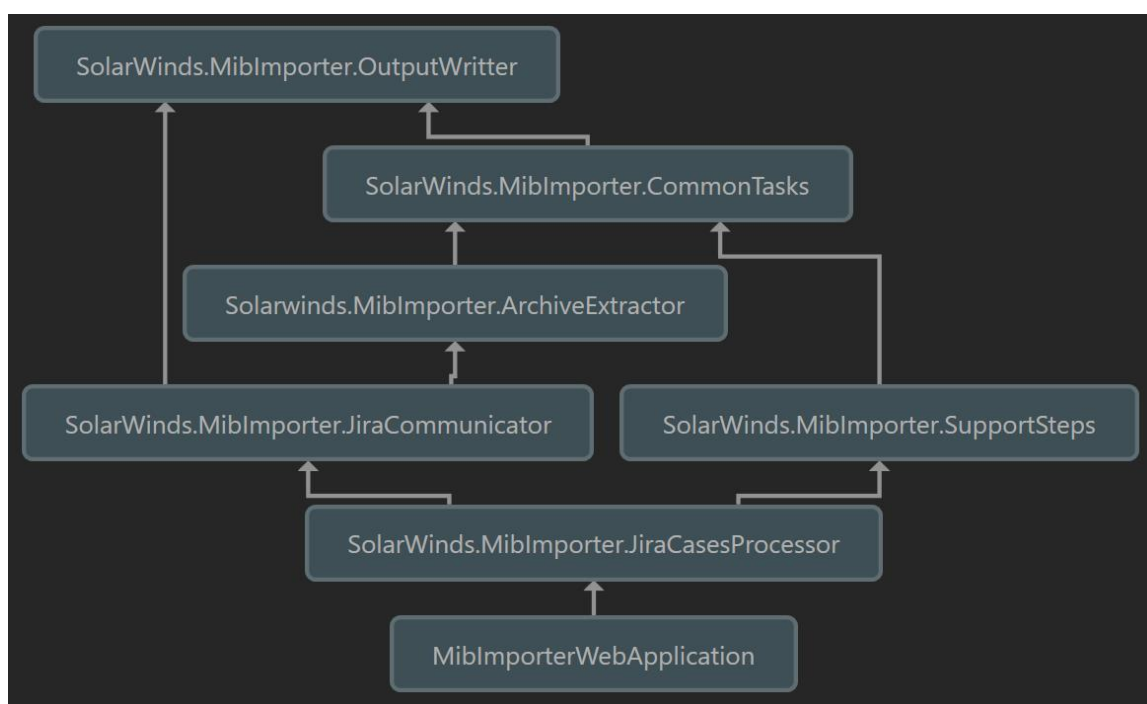 SolarWinds.MibImporter.OutputWritter
SolarWinds.MibImporter.CommonTasks
Solarwinds.MibImporter.ArchiveExtractor
SolarWinds.MibImporter.JiraCommunicator
SolarWinds.MibImporter.SupportSteps
SolarWinds.MibImporter.JiraCasesProcessor
MibImporterWebApplication